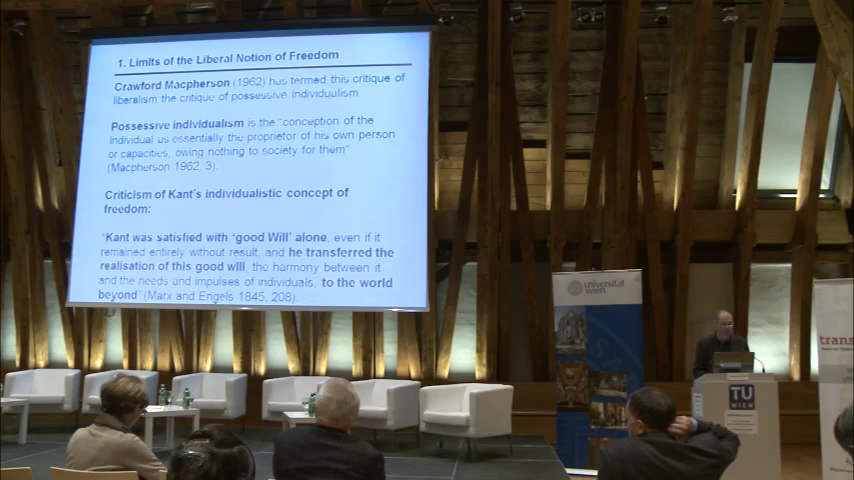 1. Limits of the Liberal Notion of Freedom
Crawford Macpherson (1962) has termed this critique of
liberalism the critique of possessive individualism.
Possessive individualism is the "conception of the
individual as essentially the proprietor of his own person
or capacities, owing nothing to society for them"
(Macpherson 1962, 3).
Criticism of Kant's individualistic concept of
freedom:
"Kant was satisfied with 'good Will' alone, even if it
remained entirely without result, and he transferred the
realisation of this good will, the harmony between it
and the needs and impulses of individuals, to the world
beyond" (Marx and Engels 1845, 208).
universität
wien
TU
WIEN
trans